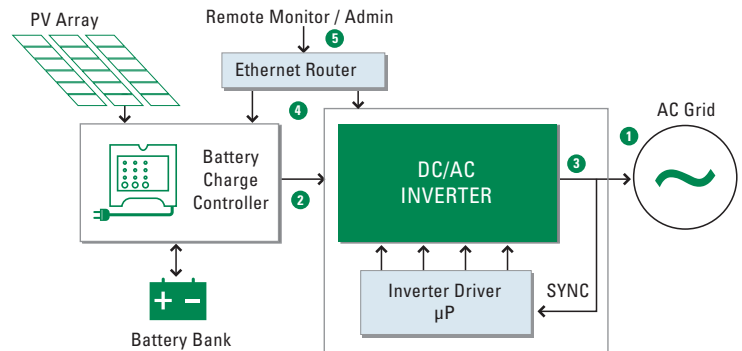 PV Array
Remote Monitor / Admin
5
Ethernet Router
4
1
AC Grid
Battery
Charge
Controller
2
DC/AC
INVERTER
3
Inverter Driver
µP
SYNC
Battery Bank